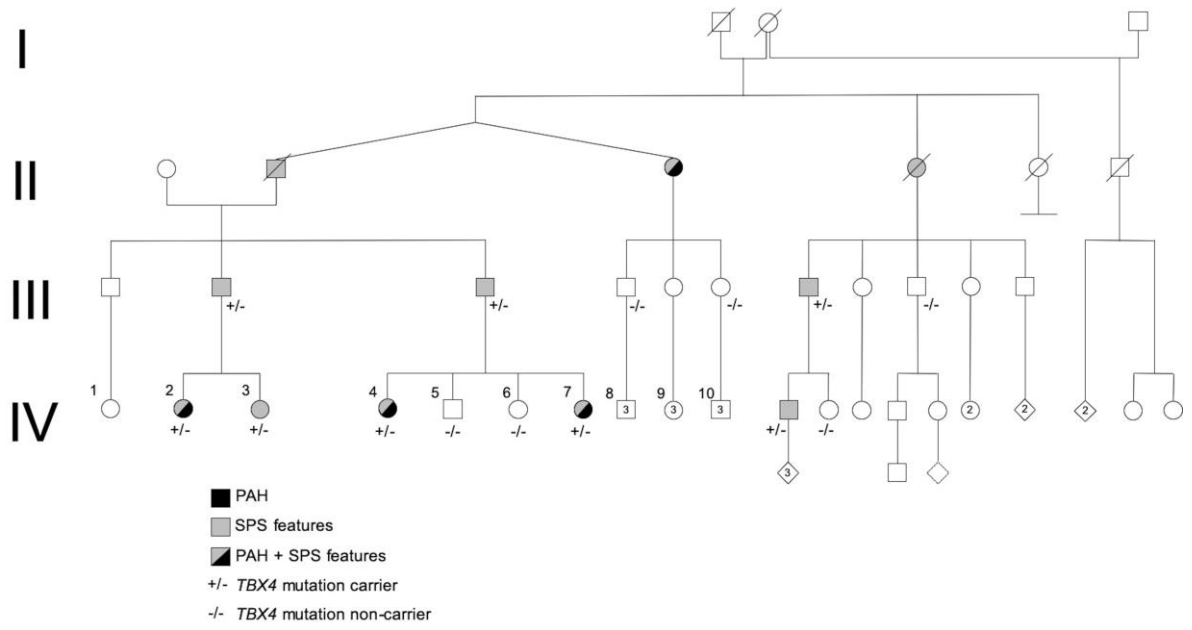 I
II
III
+/- +/- -/- -/- +/- -/-
IV
1 2 3 4 5 6 7 8 9 10
3 3 3 2 2 2
+/- +/- +/- -/- -/- +/- +/- -/-
3
PAH
SPS features
PAH + SPS features
+/- TBX4 mutation carrier
-/- TBX4 mutation non-carrier